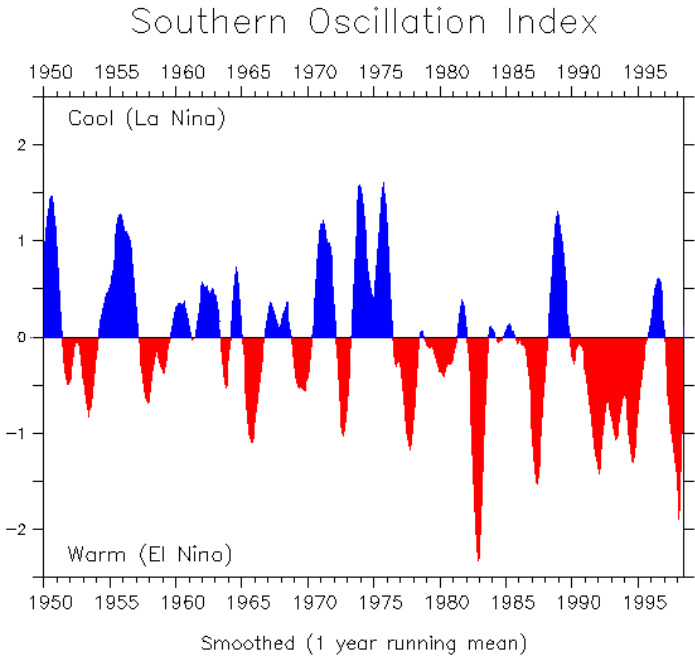 Southern Oscillation Index
1950 1955 1960 1965 1970 1975 1980 1985 1990 1995
Cool (La Nina)
2
1
0
-1
-2
Warm (El Nino)
1950 1955 1960 1965 1970 1975 1980 1985 1990 1995
Smoothed (1 year running mean)